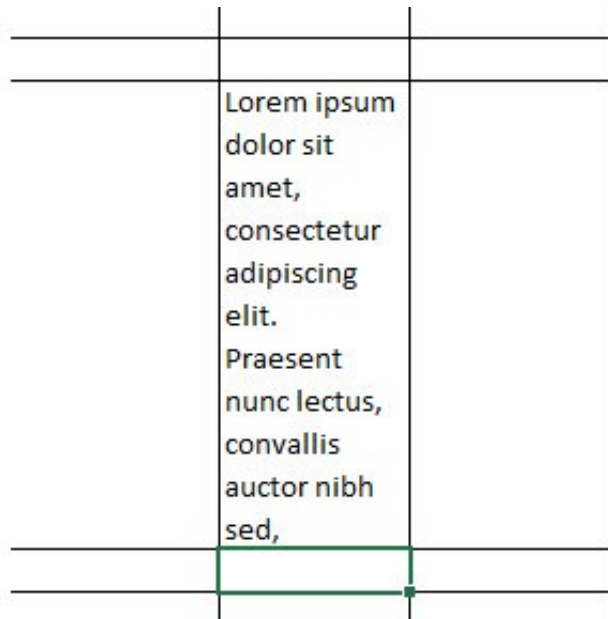 Lorem ipsum
dolor sit
amet,
consectetur
adipiscing
elit.
Praesent
nunc lectus,
convallis
auctor nibh
sed,